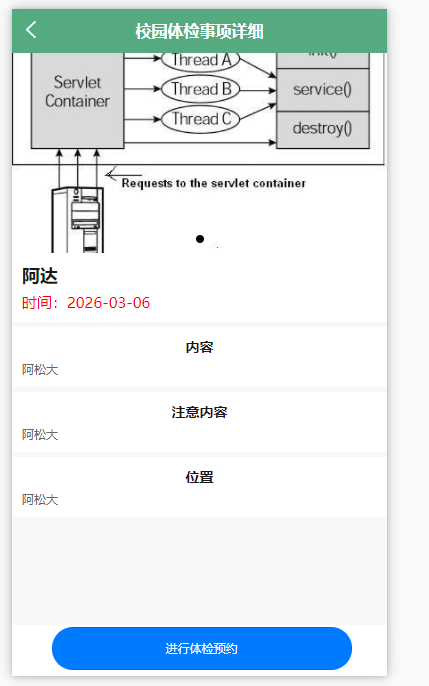 校园体检事项详细
init()
Thread A
Servlet
Container
Thread B
service()
Thread C
destroy()
Requests to the servlet container
阿达
时间：2026-03-06
内容
阿松大
注意内容
阿松大
位置
阿松大
进行体检预约